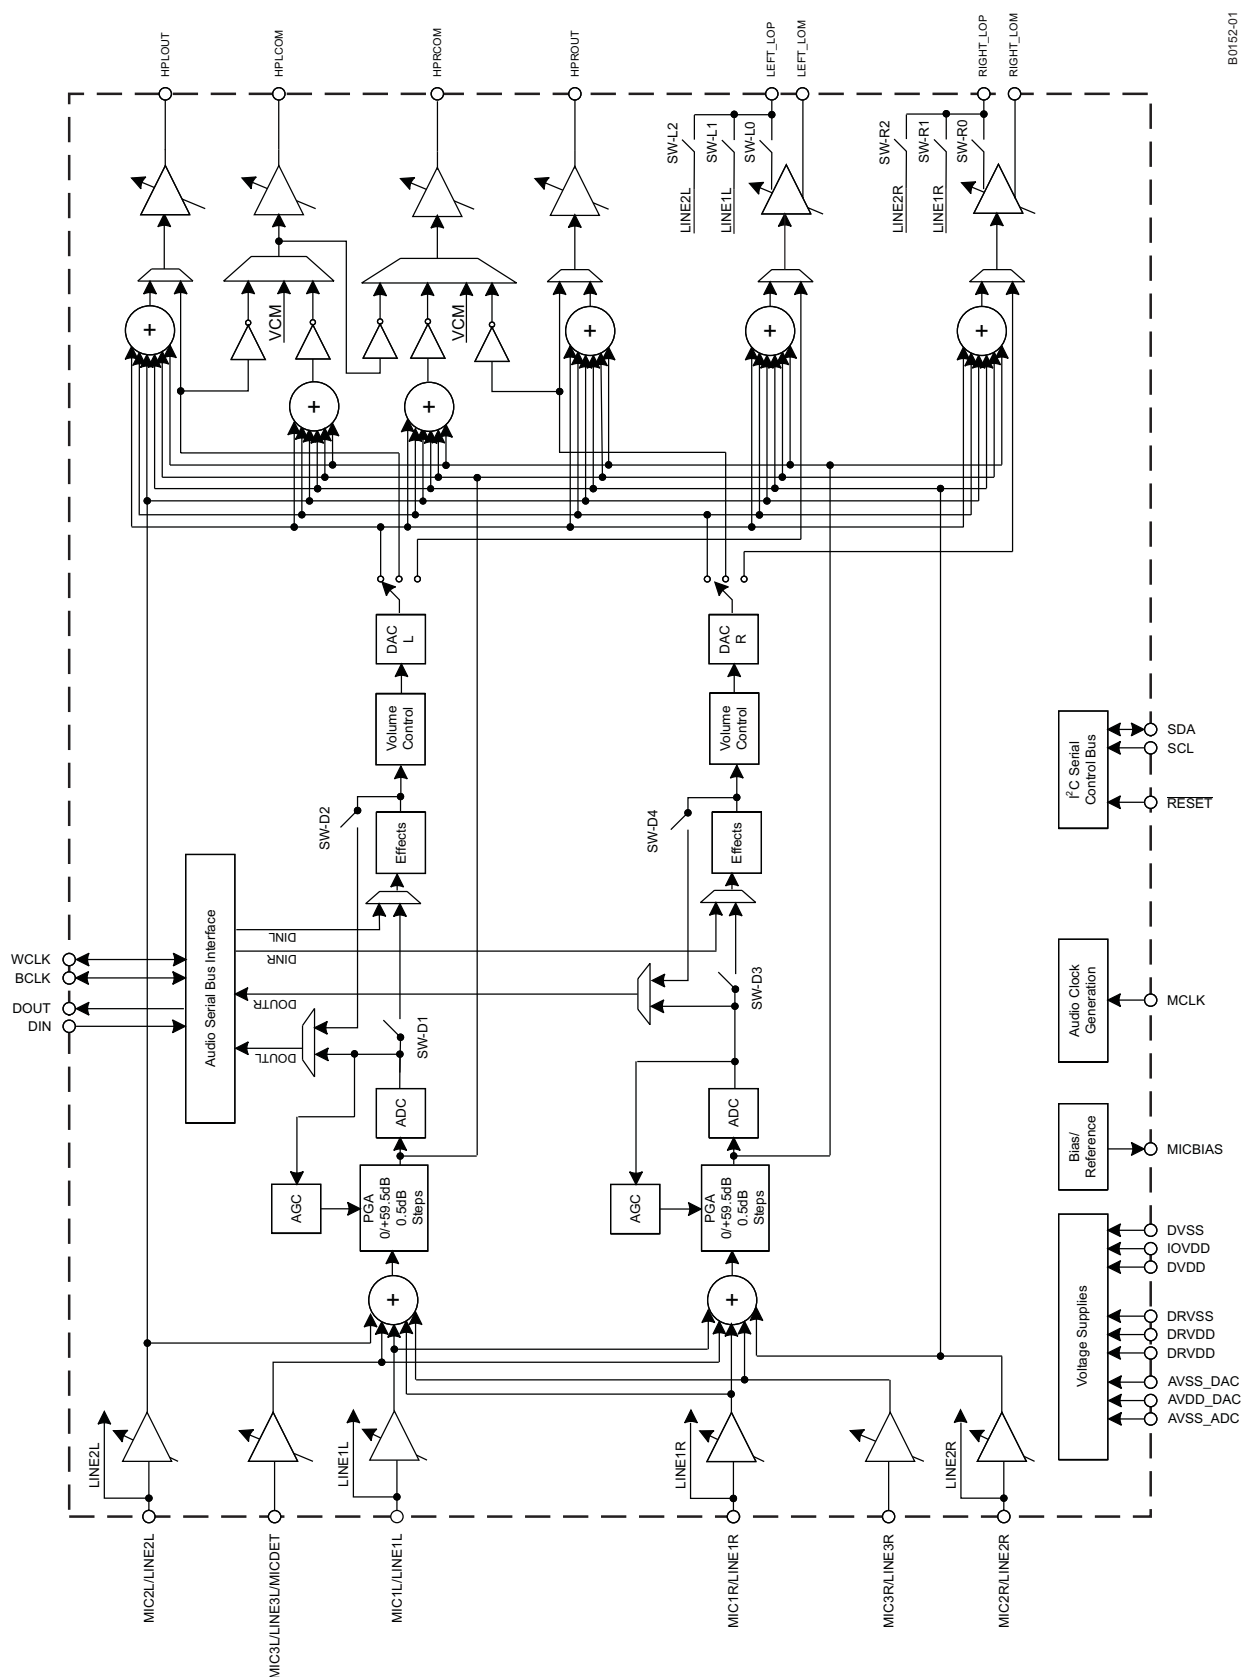 B0152-01
HPLOUT
HPLCOM
HPRCOM
HPROUT
LEFT_LOP
LEFT_LOM
RIGHT_LOP
RIGHT_LOM
SW-L2
SW-L1
SW-L0
LINE2L
LINE1L
SW-R2
SW-R1
SW-R0
LINE2R
LINE1R
VCM
VCM
+
+
+
+
+
+
DAC
L
DAC
R
Volume
Control
Volume
Control
SW-D2
SW-D4
Effects
Effects
I²C Serial
Control Bus
SDA
SCL
RESET
Audio Serial Bus Interface
WCLK
BCLK
DOUT
DIN
DINL
DINR
DOUTR
DOUTL
SW-D1
SW-D3
Audio Clock
Generation
MCLK
ADC
ADC
AGC
AGC
PGA
0/+59.5dB
0.5dB
Steps
PGA
0/+59.5dB
0.5dB
Steps
Bias/
Reference
MICBIAS
Voltage Supplies
DVSS
IOVDD
DVDD
DRVSS
DRVDD
DRVDD
AVSS_DAC
AVDD_DAC
AVSS_ADC
+
+
LINE2L
LINE1L
LINE1R
LINE2R
MIC2L/LINE2L
MIC3L/LINE3L/MICDET
MIC1L/LINE1L
MIC1R/LINE1R
MIC3R/LINE3R
MIC2R/LINE2R